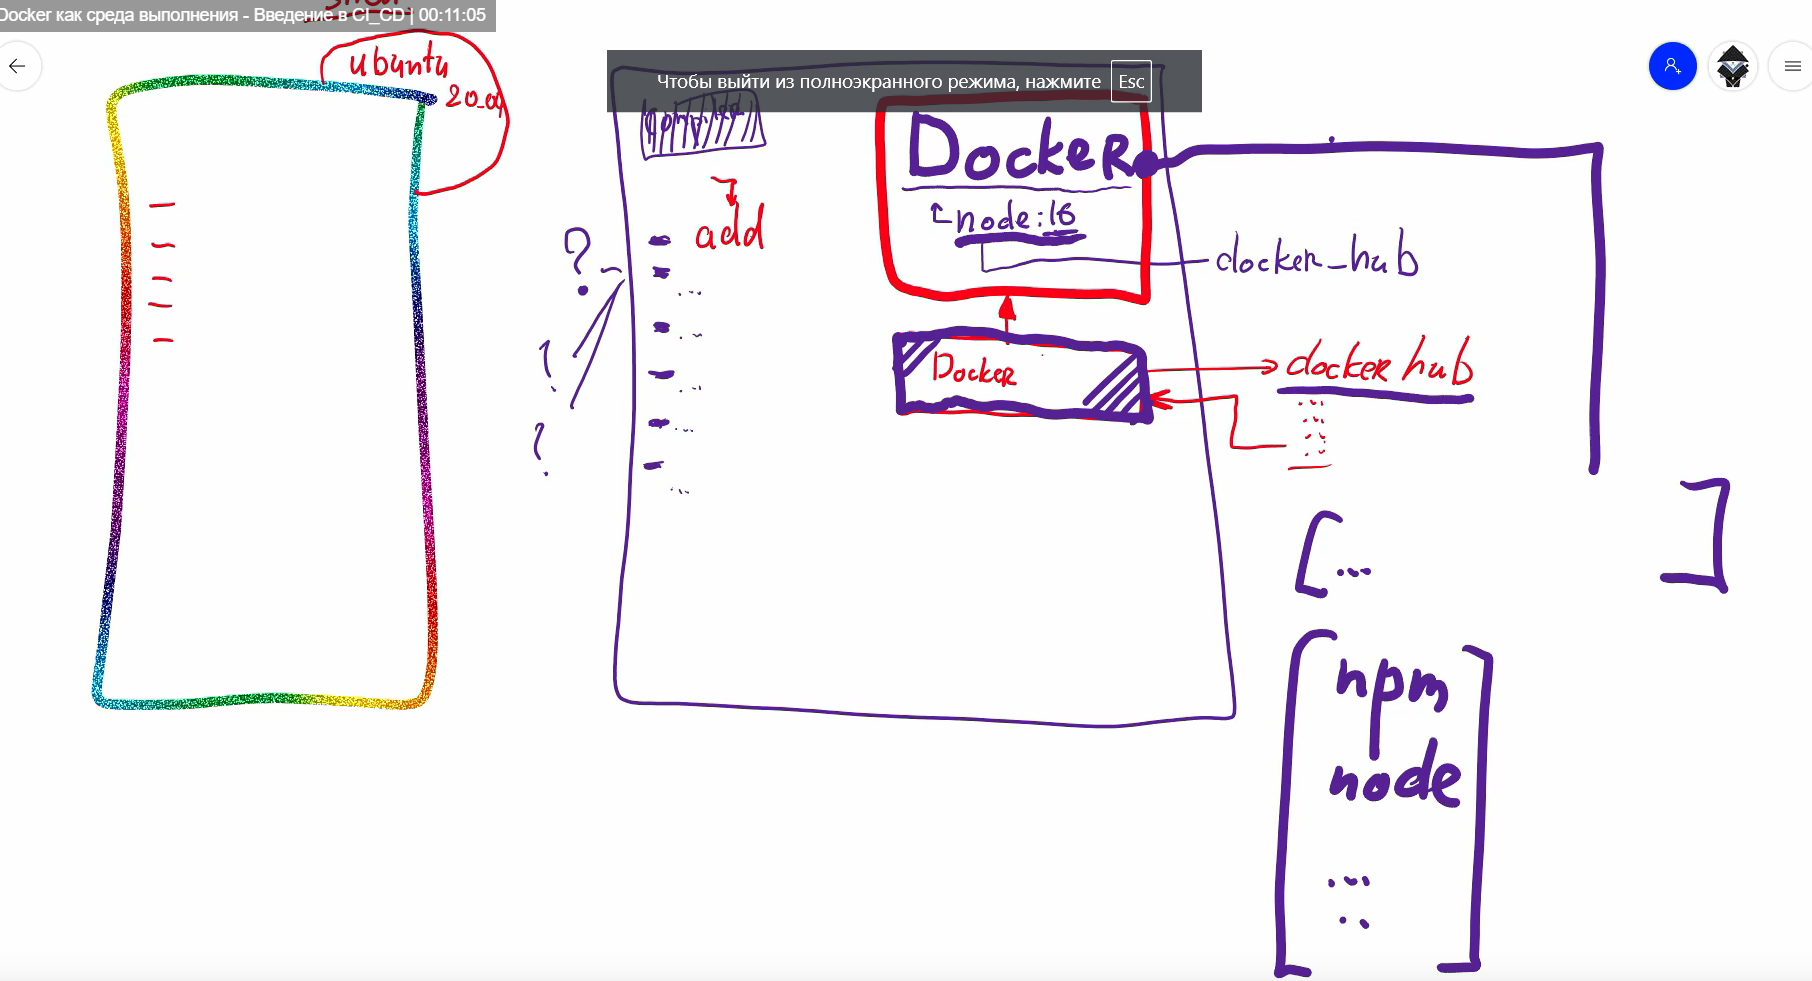 Docker как среда выполнения - Введение в CI_CD | 00:11:05
Чтобы выйти из полноэкранного режима, нажмите Esc
ubuntu
20.04
add
?
?
?
Docker
node:16
docker_hub
Docker
docker hub
[...
]
npm
node
...
..